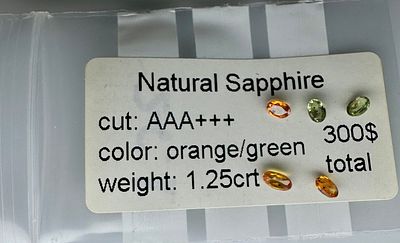 Natural Sapphire
cut: AAA+++
color: orange/green
weight: 1.25crt
300$
total